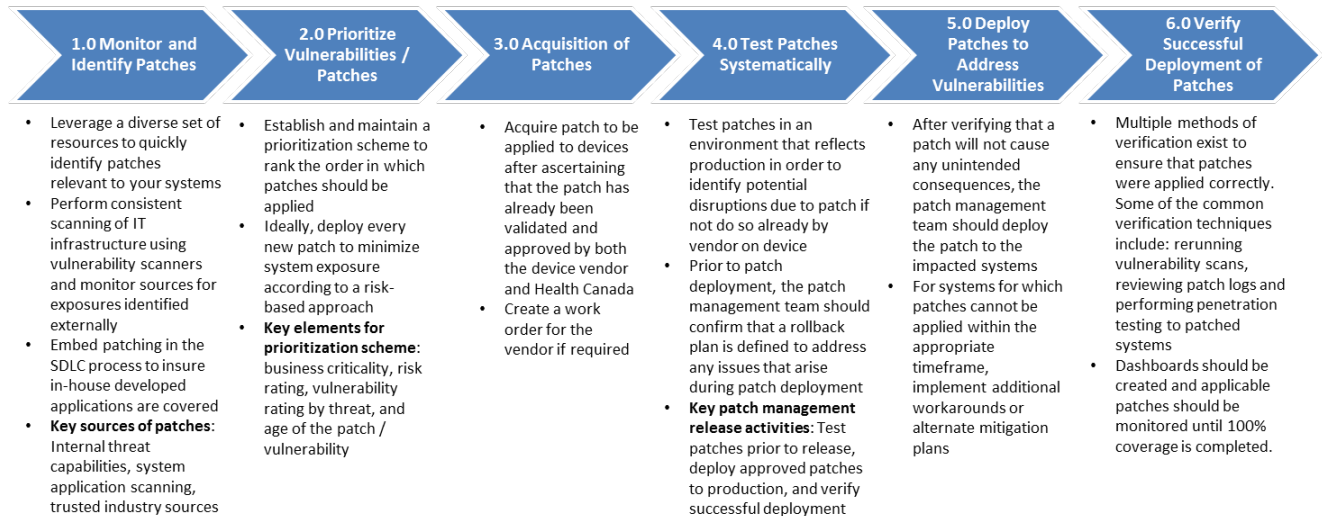 1.0 Monitor and
Identify Patches
2.0 Prioritize
Vulnerabilities /
Patches
3.0 Acquisition of
Patches
4.0 Test Patches
Systematically
5.0 Deploy
Patches to
Address
Vulnerabilities
6.0 Verify
Successful
Deployment of
Patches
• Leverage a diverse set of
resources to quickly
identify patches
relevant to your systems
• Perform consistent
scanning of IT
infrastructure using
vulnerability scanners
and monitor sources for
exposures identified
externally
• Embed patching in the
SDLC process to insure
in-house developed
applications are covered
• Key sources of patches:
Internal threat
capabilities, system
application scanning,
trusted industry sources
• Establish and maintain a
prioritization scheme to
rank the order in which
patches should be
applied
• Ideally, deploy every
new patch to minimize
system exposure
according to a risk-
based approach
• Key elements for
prioritization scheme:
business criticality, risk
rating, vulnerability
rating by threat, and
age of the patch /
vulnerability
• Acquire patch to be
applied to devices
after ascertaining
that the patch has
already been
validated and
approved by both
the device vendor
and Health Canada
• Create a work
order for the
vendor if required
• Test patches in an
environment that reflects
production in order to
identify potential
disruptions due to patch if
not do so already by
vendor on device
• Prior to patch
deployment, the patch
management team should
confirm that a rollback
plan is defined to address
any issues that arise
during patch deployment
• Key patch management
release activities: Test
patches prior to release,
deploy approved patches
to production, and verify
successful deployment
• After verifying that a
patch will not cause
any unintended
consequences, the
patch management
team should deploy
the patch to the
impacted systems
• For systems for which
patches cannot be
applied within the
appropriate
timeframe,
implement additional
workarounds or
alternate mitigation
plans
• Multiple methods of
verification exist to
ensure that patches
were applied correctly.
Some of the common
verification techniques
include: rerunning
vulnerability scans,
reviewing patch logs and
performing penetration
testing to patched
systems
• Dashboards should be
created and applicable
patches should be
monitored until 100%
coverage is completed.